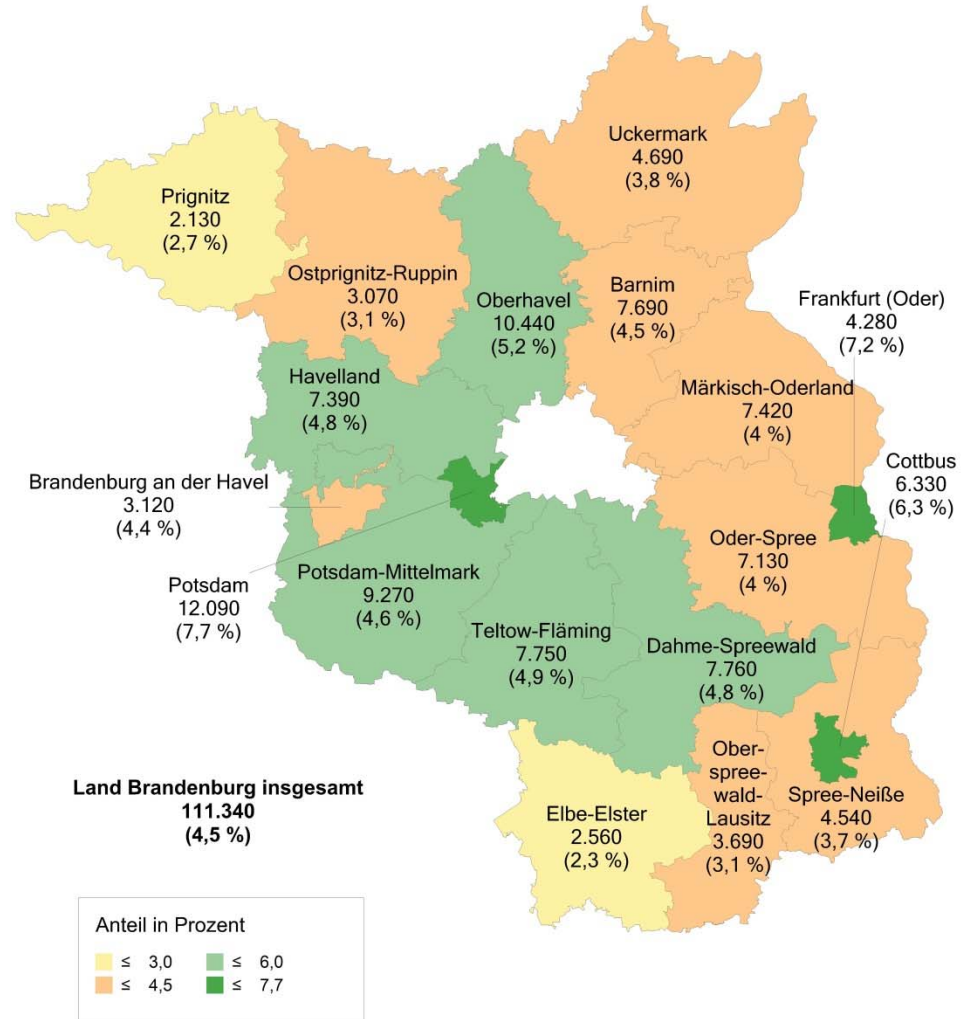 Uckermark
4.690
(3,8 %)
Prignitz
2.130
(2,7 %)
Ostprignitz-Ruppin
3.070
(3,1 %)
Oberhavel
10.440
(5,2 %)
Barnim
7.690
(4,5 %)
Frankfurt (Oder)
4.280
(7,2 %)
Havelland
7.390
(4,8 %)
Märkisch-Oderland
7.420
(4 %)
Cottbus
6.330
(6,3 %)
Brandenburg an der Havel
3.120
(4,4 %)
Oder-Spree
7.130
(4 %)
Potsdam
12.090
(7,7 %)
Potsdam-Mittelmark
9.270
(4,6 %)
Teltow-Fläming
7.750
(4,9 %)
Dahme-Spreewald
7.760
(4,8 %)
Ober-
spree-
wald-
Lausitz
3.690
(3,1 %)
Spree-Neiße
4.540
(3,7 %)
Elbe-Elster
2.560
(2,3 %)
Land Brandenburg insgesamt
111.340
(4,5 %)
Anteil in Prozent
≤ 3,0
≤ 4,5
≤ 6,0
≤ 7,7